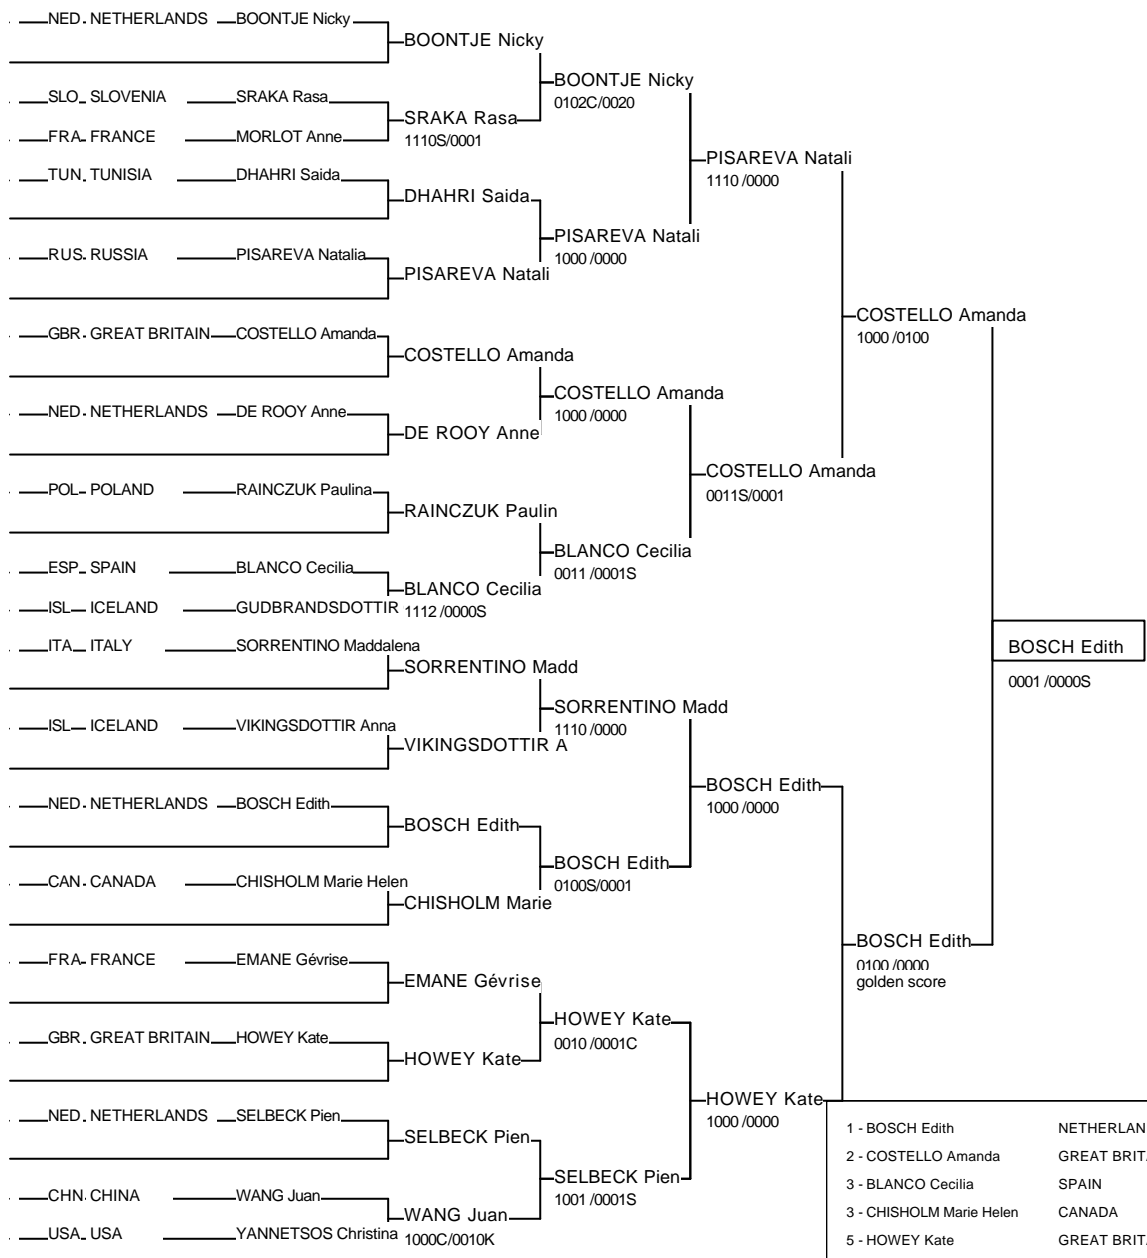 NED. NETHERLANDS BOONTJE Nicky
BOONTJE Nicky
BOONTJE Nicky
0102C/0020
SLO SLOVENIA SRAKA Rasa
SRAKA Rasa
1110S/0001
FRA. FRANCE MORLOT Anne
PISAREVA Natali
1110 /0000
TUN. TUNISIA DHAHRI Saida
DHAHRI Saida
PISAREVA Natali
1000 /0000
RUS. RUSSIA PISAREVA Natalia
PISAREVA Natali
COSTELLO Amanda
1000 /0100
GBR. GREAT BRITAIN COSTELLO Amanda
COSTELLO Amanda
COSTELLO Amanda
1000 /0000
NED. NETHERLANDS DE ROOY Anne
DE ROOY Anne
COSTELLO Amanda
0011S/0001
POL POLAND RAINCZUK Paulina
RAINCZUK Paulin
BLANCO Cecilia
0011 /0001S
ESP SPAIN BLANCO Cecilia
BLANCO Cecilia
1112 /0000S
ISL ICELAND GUDBRANDSDOTTIR
BOSCH Edith
0001 /0000S
ITA ITALY SORRENTINO Maddalena
SORRENTINO Madd
SORRENTINO Madd
1110 /0000
ISL ICELAND VIKINGSDOTTIR Anna
VIKINGSDOTTIR A
BOSCH Edith
1000 /0000
NED. NETHERLANDS BOSCH Edith
BOSCH Edith
BOSCH Edith
0100S/0001
CAN. CANADA CHISHOLM Marie Helen
CHISHOLM Marie
BOSCH Edith
0100 /0000
golden score
FRA. FRANCE EMANE Gévrise
EMANE Gévrise
HOWEY Kate
0010 /0001C
GBR. GREAT BRITAIN HOWEY Kate
HOWEY Kate
HOWEY Kate
1000 /0000
NED. NETHERLANDS SELBECK Pien
SELBECK Pien
SELBECK Pien
1001 /0001S
CHN. CHINA WANG Juan
WANG Juan
1000C/0010K
USA. USA YANNETSOS Christina
1 - BOSCH Edith NETHERLAN
2 - COSTELLO Amanda GREAT BRIT
3 - BLANCO Cecilia SPAIN
3 - CHISHOLM Marie Helen CANADA
5 - HOWEY Kate GREAT BRIT